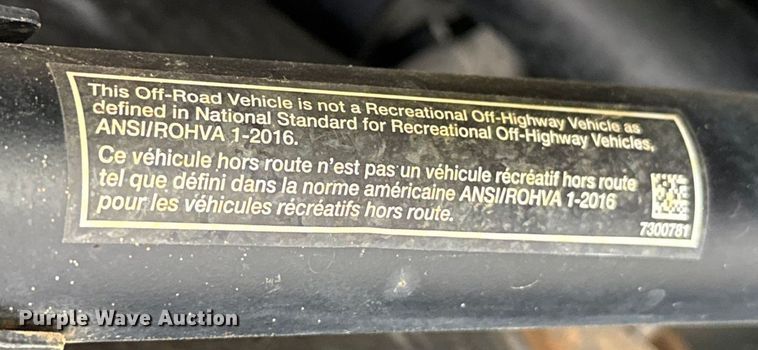 This Off-Road Vehicle is not a Recreational Off-Highway Vehicle as
defined in National Standard for Recreational Off-Highway Vehicles,
ANSI/ROHVA 1-2016.
Ce véhicule hors route n'est pas un véhicule récréatif hors route
tel que défini dans la norme américaine ANSI/ROHVA 1-2016
pour les véhicules récréatifs hors route.
7300781
Purple Wave Auction